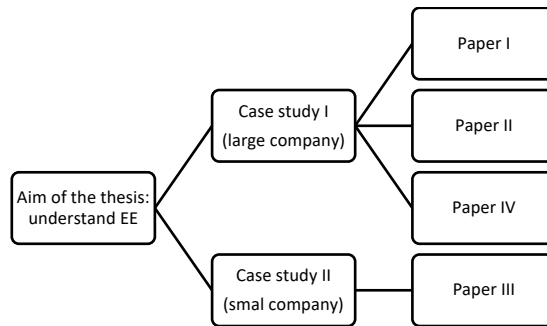 Aim of the thesis:
understand EE
Case study I
(large company)
Paper I
Paper II
Paper IV
Case study II
(smal company)
Paper III